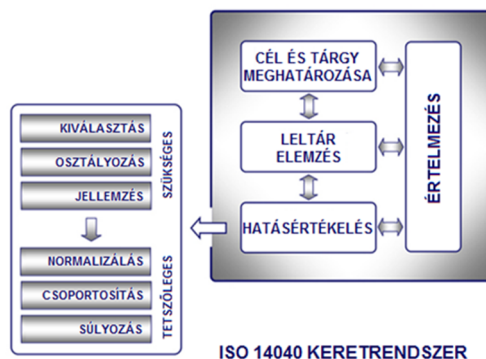 CÉL ÉS TÁRGY
MEGHATÁROZÁSA
LELTÁR
ELEMZÉS
HATÁSÉRTÉKELÉS
ÉRTELMEZÉS
KIVÁLASZTÁS
OSZTÁLYOZÁS
JELLEMZÉS
SZÜKSÉGES
NORMALIZÁLÁS
CSOPORTOSÍTÁS
SÚLYOZÁS
TETSZŐLEGES
ISO 14040 KERETRENDSZER